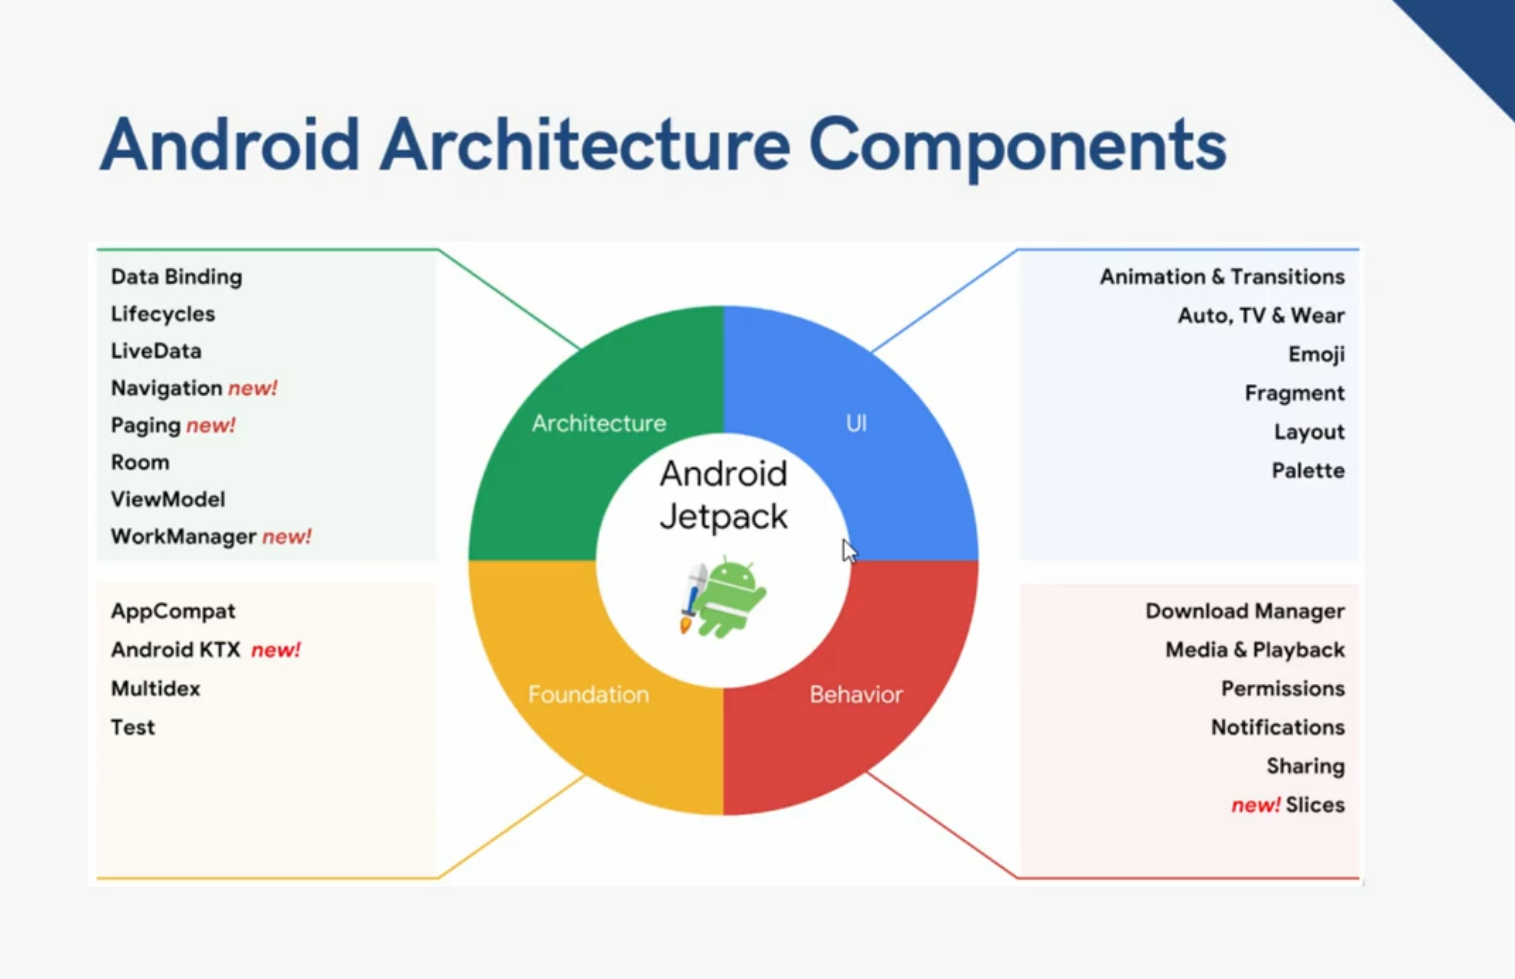 Android Architecture Components
Data Binding
Lifecycles
LiveData
Navigation new!
Paging new!
Room
ViewModel
WorkManager new!
Animation & Transitions
Auto, TV & Wear
Emoji
Fragment
Layout
Palette
Architecture
UI
Android
Jetpack
Foundation
Behavior
AppCompat
Android KTX new!
Multidex
Test
Download Manager
Media & Playback
Permissions
Notifications
Sharing
new! Slices